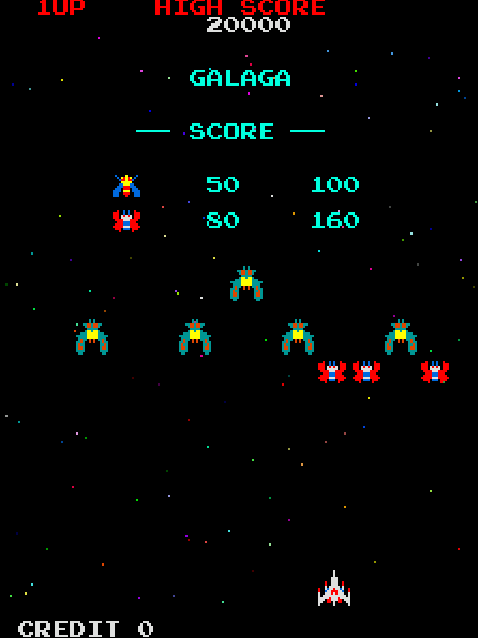 1UP HIGH SCORE
20000
GALAGA
— SCORE —
50 100
80 160
CREDIT 0